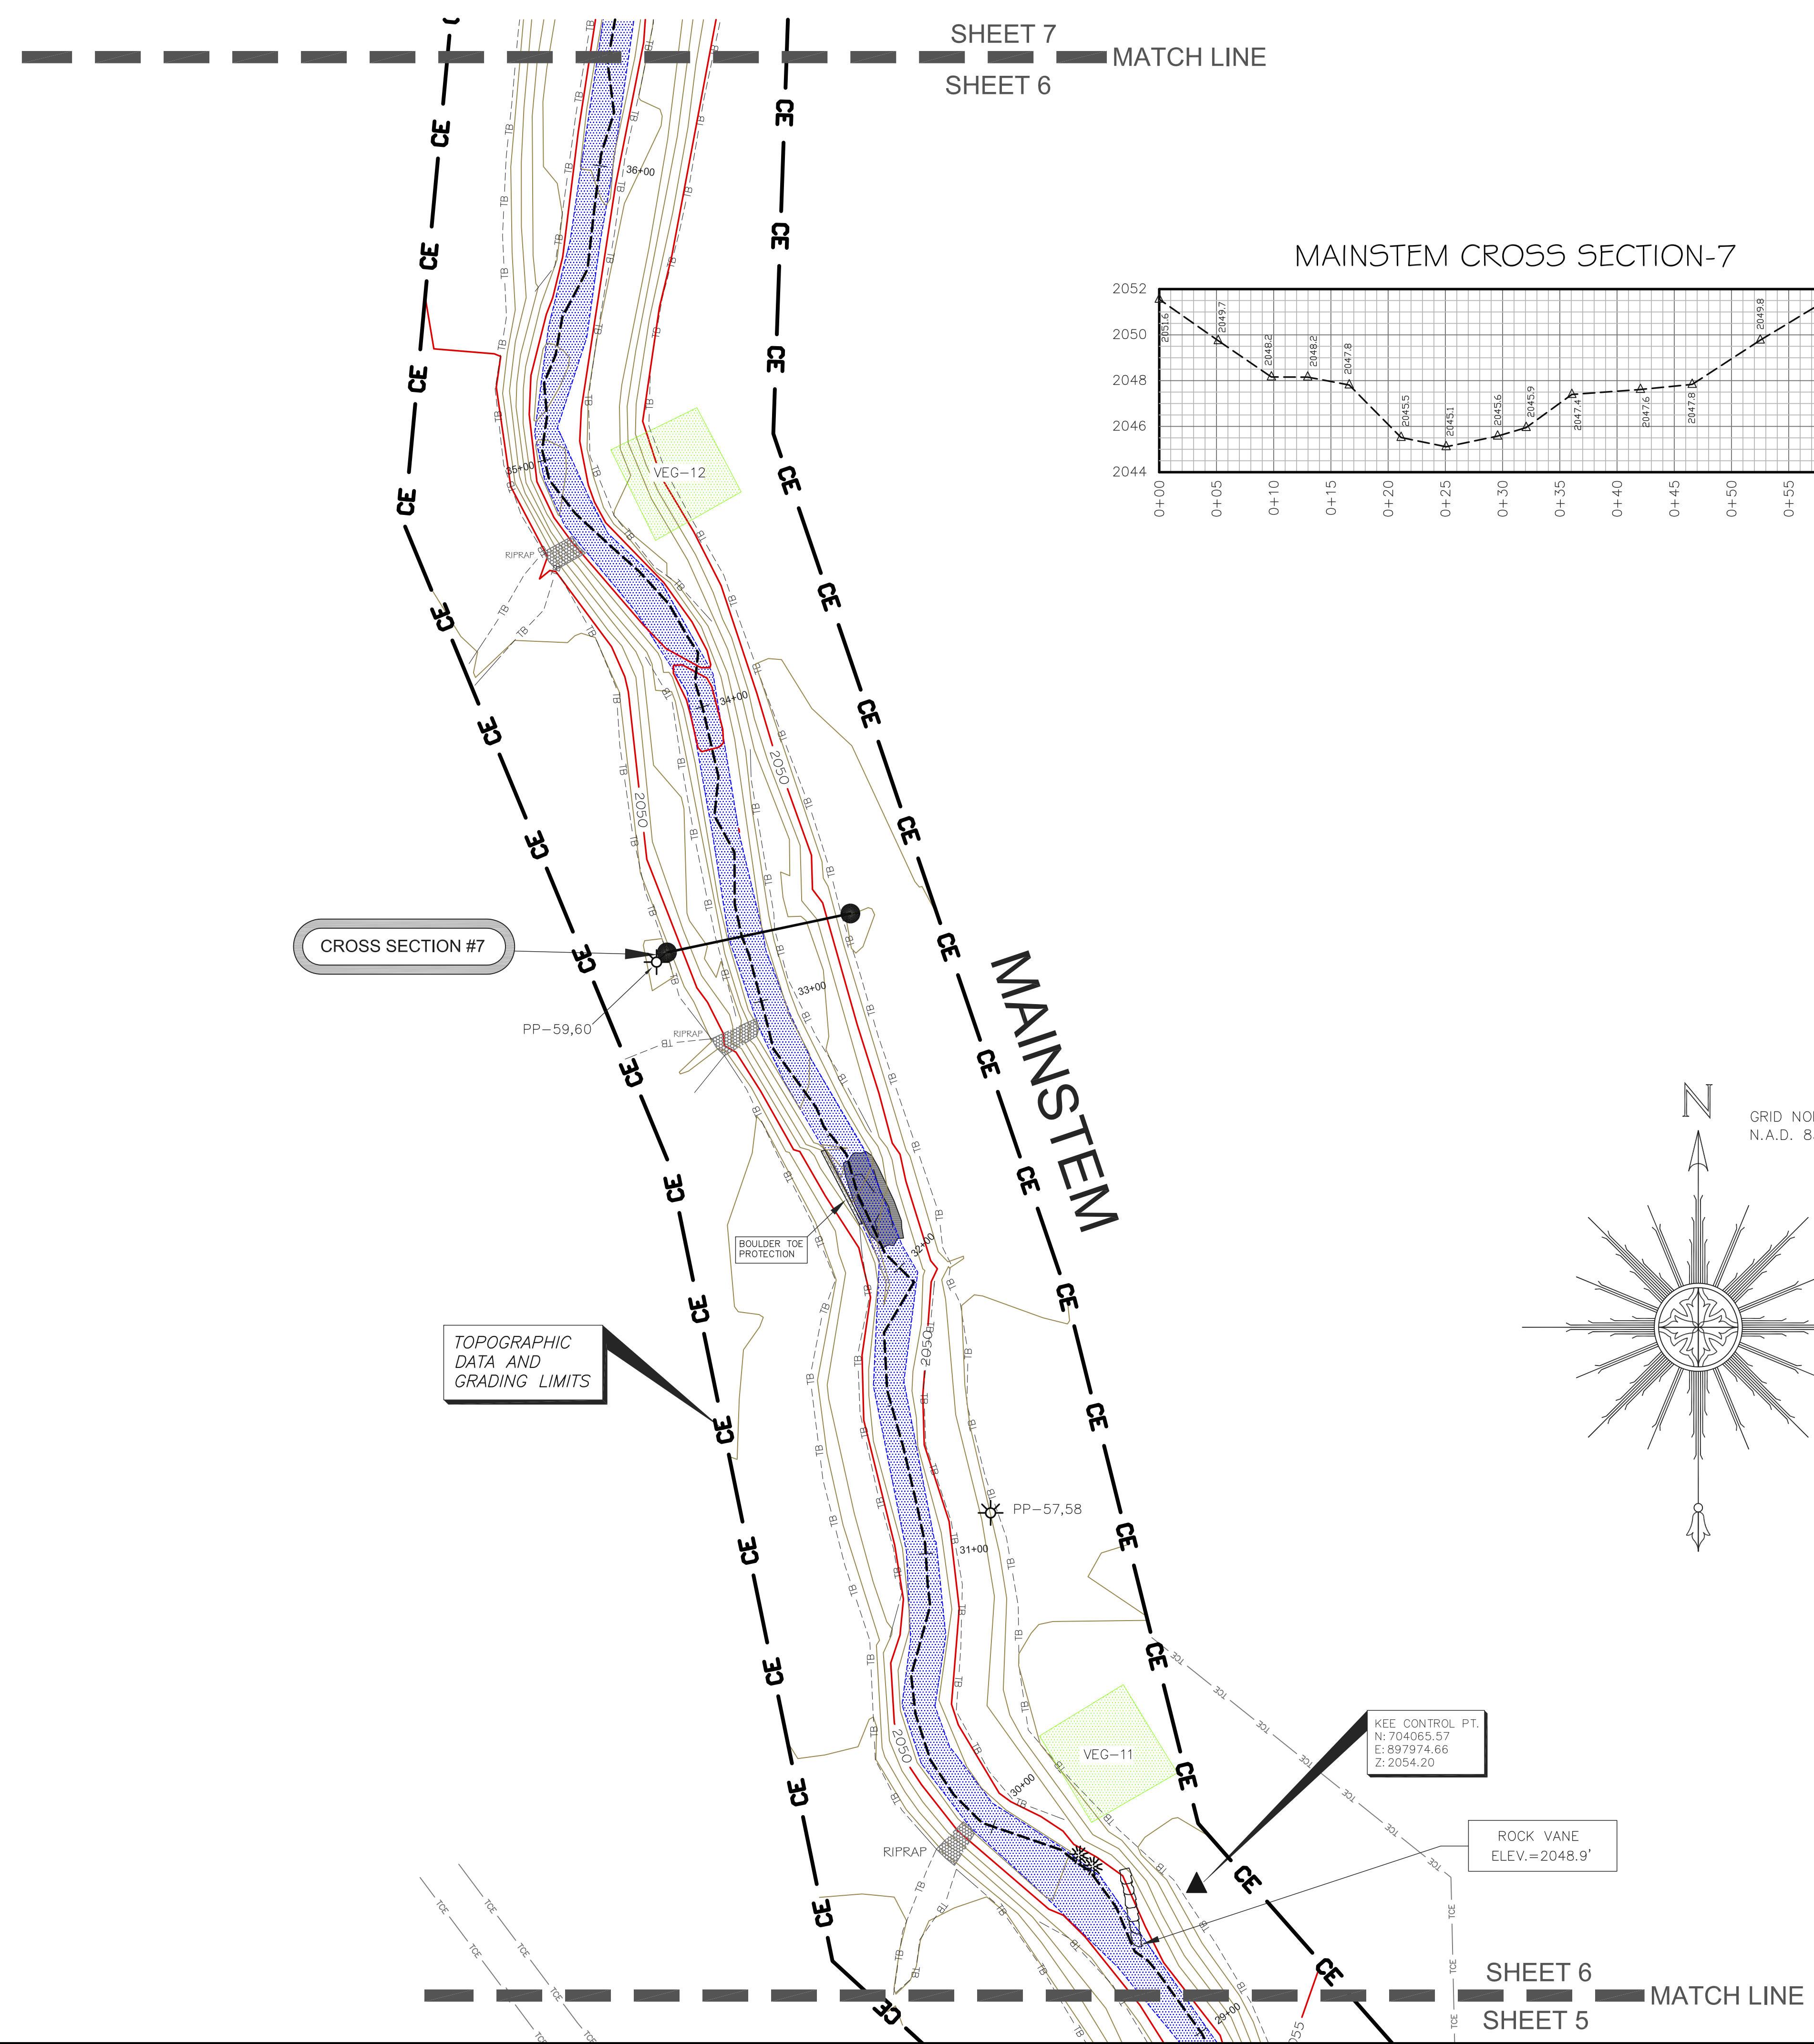 SHEET 7
MATCH LINE
SHEET 6
CE
TB
36+00
MAINSTEM CROSS SECTION-7
2052
2050
2048
2046
2044
2051.6
2049.7
2048.2
2048.2
2047.8
2045.5
2045.1
2045.6
2045.9
2047.4
2047.6
2047.8
2049.8
0+00
0+05
0+10
0+15
0+20
0+25
0+30
0+35
0+40
0+45
0+50
0+55
VEG-12
35+00
RIPRAP
34+00
2050
2050
CROSS SECTION #7
33+00
PP-59,60
RIPRAP
MAINSTEM
N
N.A.D.
BOULDER TOE
PROTECTION
32+00
2050
TOPOGRAPHIC
DATA AND
GRADING LIMITS
PP-57,58
31+00
TCE
2050
VEG-11
30+00
KEE CONTROL PT.
N: 704065.57
E: 897974.66
Z: 2054.20
RIPRAP
ROCK VANE
ELEV.=2048.9'
SHEET 6
MATCH LINE
SHEET 5
29+00